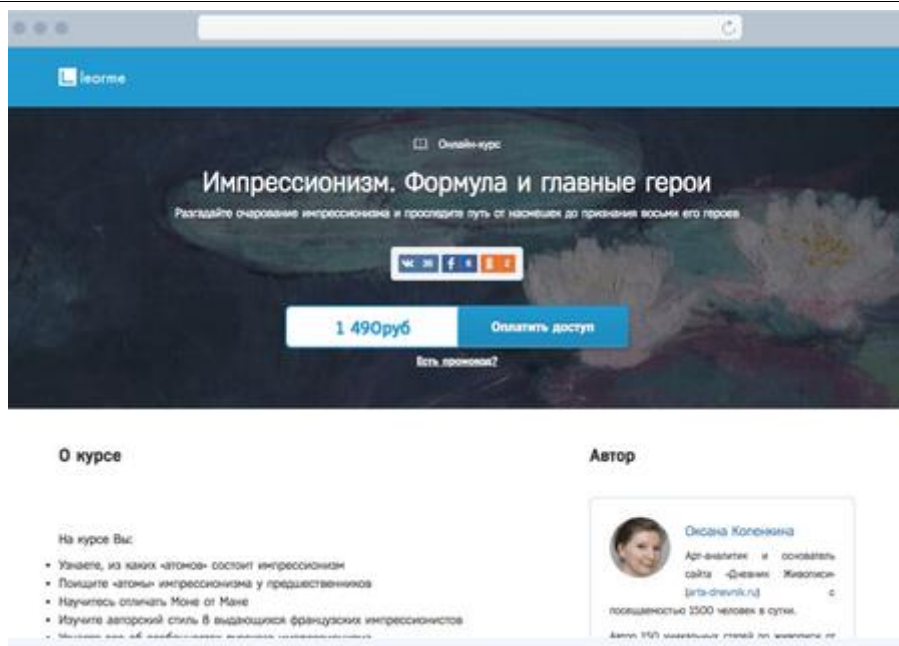 leorme
Онлайн-курс
Импрессионизм. Формула и главные герои
Разгадайте очарование импрессионизма и проследите путь от насмешек до признания восьми его героев
1 490руб
Оплатить доступ
Есть промокод?
О курсе
На курсе Вы:
• Узнаете, из каких «атомов» состоит импрессионизм
• Поищите «атомы» импрессионизма у предшественников
• Научитесь отличать Моне от Мане
• Изучите авторский стиль 8 выдающихся французских импрессионистов
Автор
Оксана Копенкина
Арт-аналитик и основатель
сайта «Дневник Живописи»
(arts-dnevnik.ru) с
посещаемостью 1500 человек в сутки.